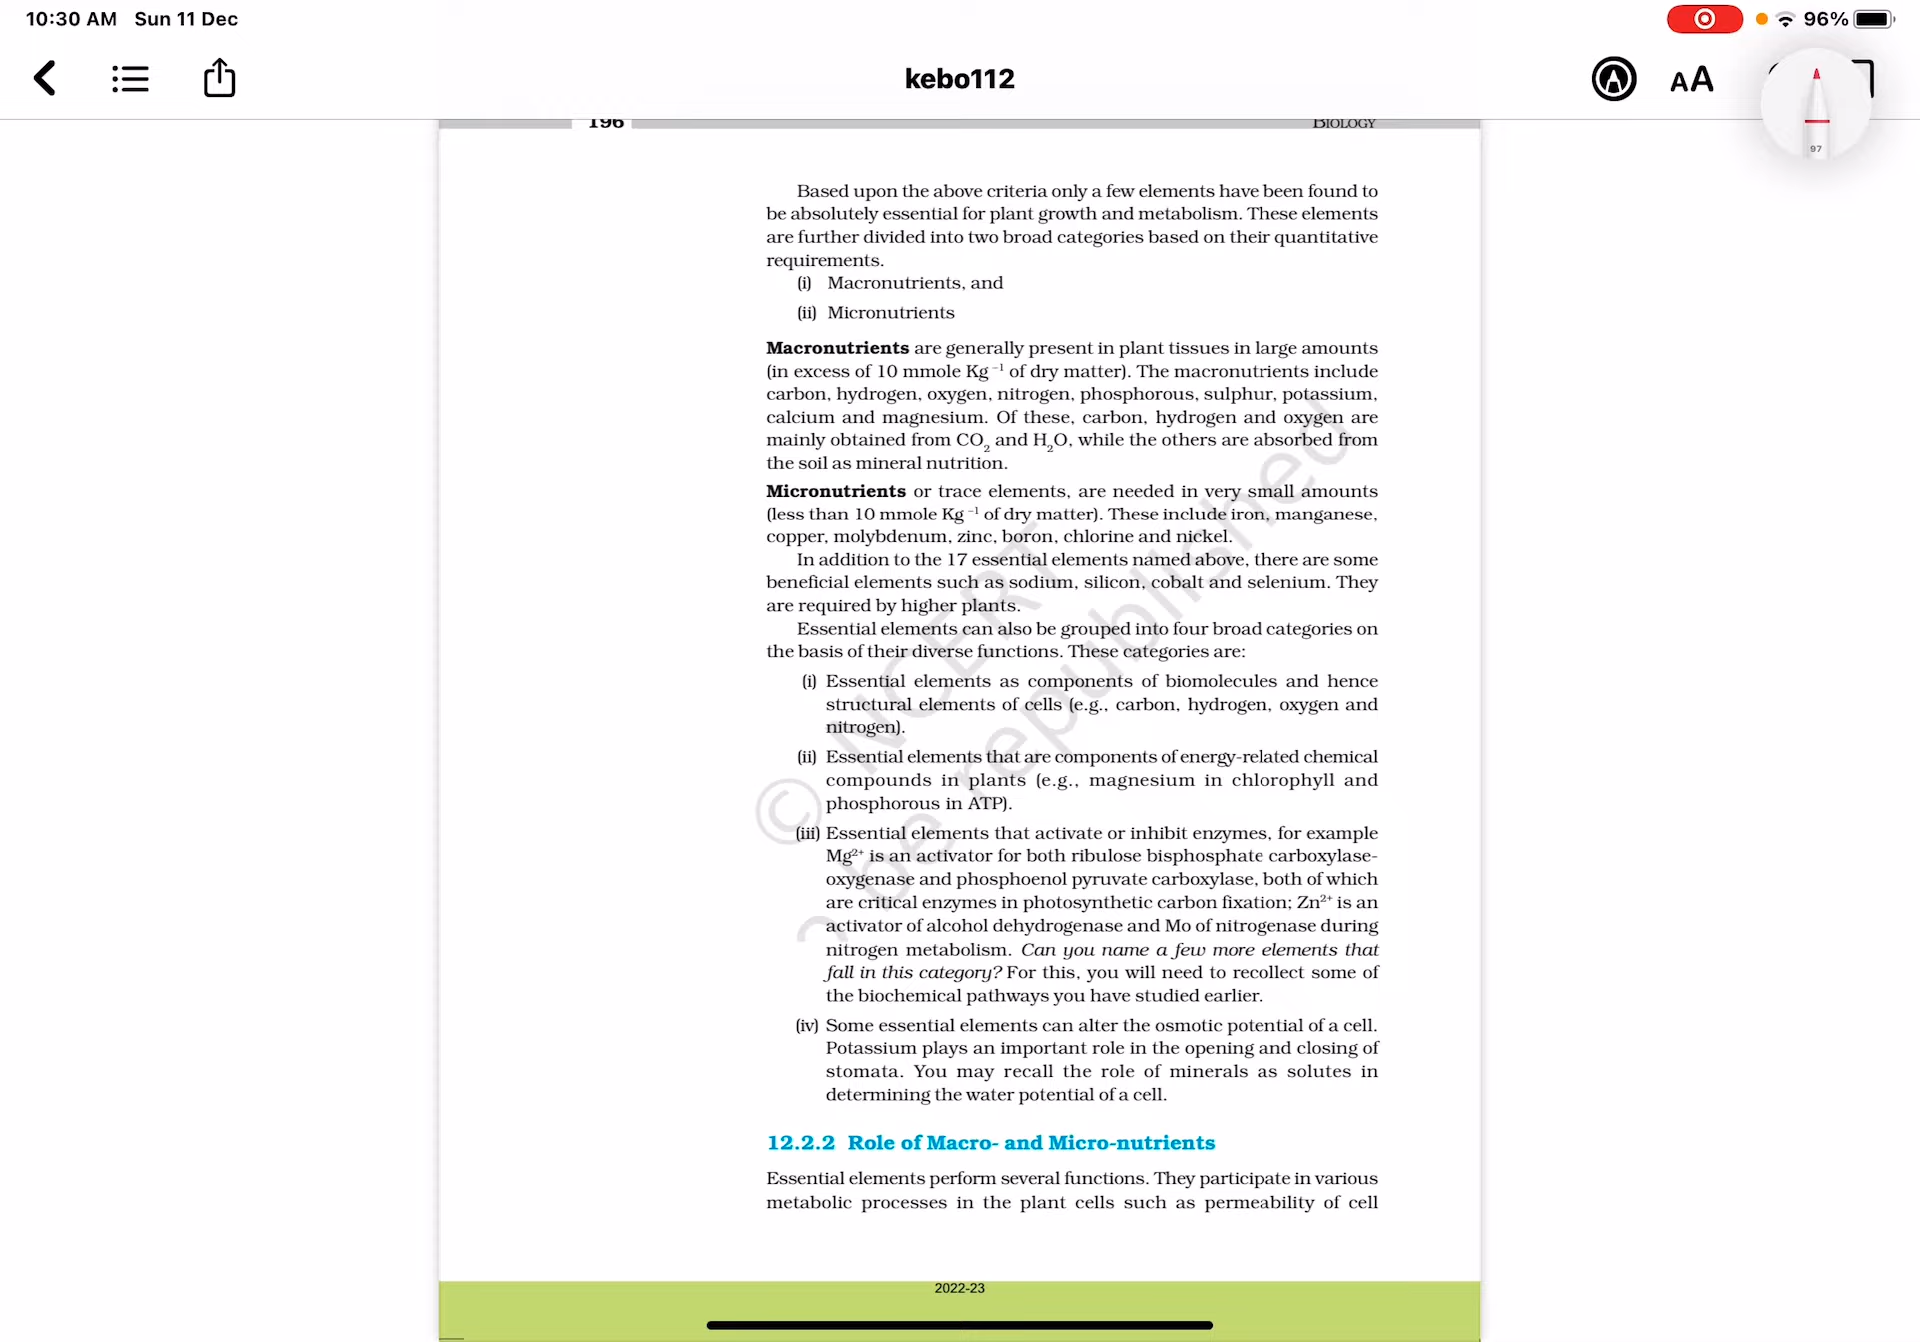 10:30 AM Sun 11 Dec
96%
kebo112
AA
97
196
BIOLOGY
Based upon the above criteria only a few elements have been found to
be absolutely essential for plant growth and metabolism. These elements
are further divided into two broad categories based on their quantitative
requirements.
(i) Macronutrients, and
(ii) Micronutrients
Macronutrients are generally present in plant tissues in large amounts
(in excess of 10 mmole Kg ⁻¹ of dry matter). The macronutrients include
carbon, hydrogen, oxygen, nitrogen, phosphorous, sulphur, potassium,
calcium and magnesium. Of these, carbon, hydrogen and oxygen are
mainly obtained from CO₂ and H₂O, while the others are absorbed from
the soil as mineral nutrition.
Micronutrients or trace elements, are needed in very small amounts
(less than 10 mmole Kg ⁻¹ of dry matter). These include iron, manganese,
copper, molybdenum, zinc, boron, chlorine and nickel.
In addition to the 17 essential elements named above, there are some
beneficial elements such as sodium, silicon, cobalt and selenium. They
are required by higher plants.
Essential elements can also be grouped into four broad categories on
the basis of their diverse functions. These categories are:
(i) Essential elements as components of biomolecules and hence
structural elements of cells (e.g., carbon, hydrogen, oxygen and
nitrogen).
(ii) Essential elements that are components of energy-related chemical
compounds in plants (e.g., magnesium in chlorophyll and
phosphorous in ATP).
(iii) Essential elements that activate or inhibit enzymes, for example
Mg²⁺ is an activator for both ribulose bisphosphate carboxylase-
oxygenase and phosphoenol pyruvate carboxylase, both of which
are critical enzymes in photosynthetic carbon fixation; Zn²⁺ is an
activator of alcohol dehydrogenase and Mo of nitrogenase during
nitrogen metabolism. Can you name a few more elements that
fall in this category? For this, you will need to recollect some of
the biochemical pathways you have studied earlier.
(iv) Some essential elements can alter the osmotic potential of a cell.
Potassium plays an important role in the opening and closing of
stomata. You may recall the role of minerals as solutes in
determining the water potential of a cell.
12.2.2 Role of Macro- and Micro-nutrients
Essential elements perform several functions. They participate in various
metabolic processes in the plant cells such as permeability of cell
© NCERT
be republished
2022-23